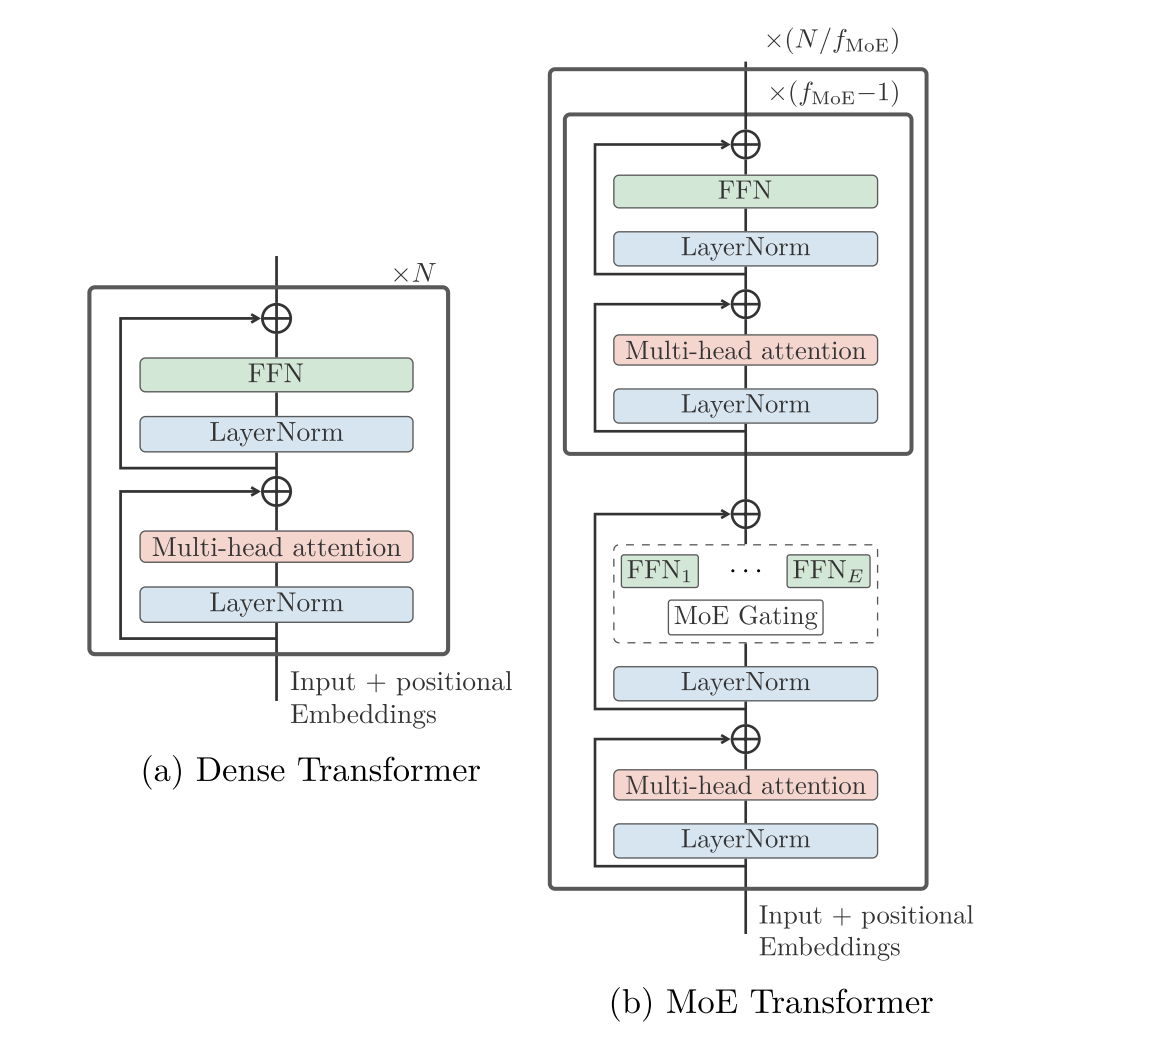 ×N
FFN
LayerNorm
Multi-head attention
LayerNorm
Input + positional
Embeddings
(a) Dense Transformer
×(N/f_MoE)
×(f_MoE−1)
FFN
LayerNorm
Multi-head attention
LayerNorm
FFN₁ ⋯ FFN_E
MoE Gating
LayerNorm
Multi-head attention
LayerNorm
Input + positional
Embeddings
(b) MoE Transformer